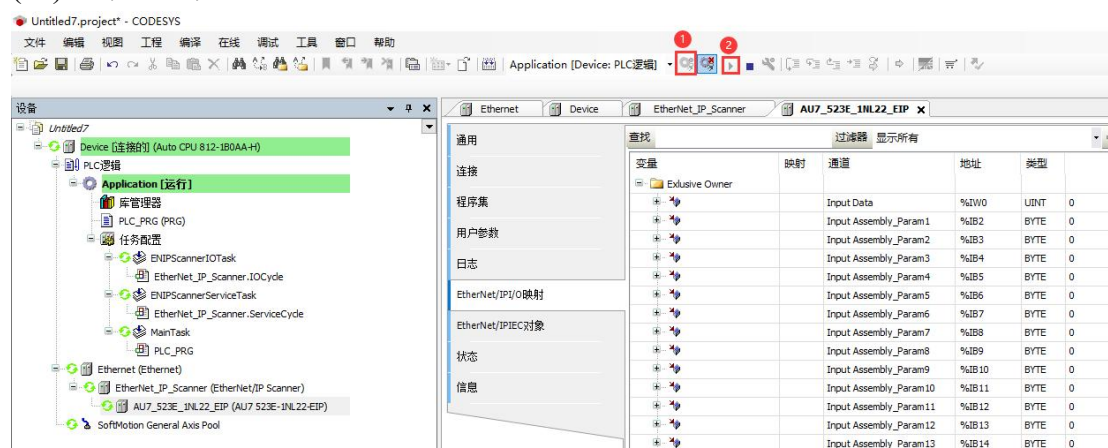 Untitled7.project* - CODESYS
文件 编辑 视图 工程 编译 在线 调试 工具 窗口 帮助
1 2
Application [Device: PLC逻辑]
设备
Untitled7
Device [连接的] (Auto CPU 812-1B0AA-H)
PLC逻辑
Application [运行]
库管理器
PLC_PRG (PRG)
任务配置
ENIPScannerIOTask
EtherNet_IP_Scanner.IOCycle
ENIPScannerServiceTask
EtherNet_IP_Scanner.ServiceCycle
MainTask
PLC_PRG
Ethernet (Ethernet)
EtherNet_IP_Scanner (EtherNet/IP Scanner)
AU7_523E_1NL22_EIP (AU7 523E-1NL22-EIP)
SoftMotion General Axis Pool
Ethernet Device EtherNet_IP_Scanner AU7_523E_1NL22_EIP
通用
连接
程序集
用户参数
日志
EtherNet/IPI/O映射
EtherNet/IPIEC对象
状态
信息
查找 过滤器 显示所有
变量 映射 通道 地址 类型
Exlusive Owner
Input Data %IW0 UINT 0
Input Assembly_Param1 %IB2 BYTE 0
Input Assembly_Param2 %IB3 BYTE 0
Input Assembly_Param3 %IB4 BYTE 0
Input Assembly_Param4 %IB5 BYTE 0
Input Assembly_Param5 %IB6 BYTE 0
Input Assembly_Param6 %IB7 BYTE 0
Input Assembly_Param7 %IB8 BYTE 0
Input Assembly_Param8 %IB9 BYTE 0
Input Assembly_Param9 %IB10 BYTE 0
Input Assembly_Param10 %IB11 BYTE 0
Input Assembly_Param11 %IB12 BYTE 0
Input Assembly_Param12 %IB13 BYTE 0
Input Assembly_Param13 %IB14 BYTE 0